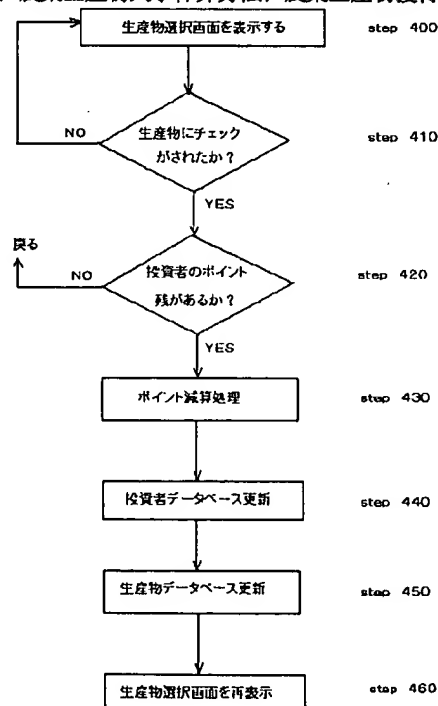 生産物選択画面を表示する
step 400
生産物にチェック
がされたか？
NO
step 410
YES
戻る
投資者のポイント
残があるか？
NO
step 420
YES
ポイント減算処理
step 430
投資者データベース更新
step 440
生産物データベース更新
step 450
生産物選択画面を再表示
step 460